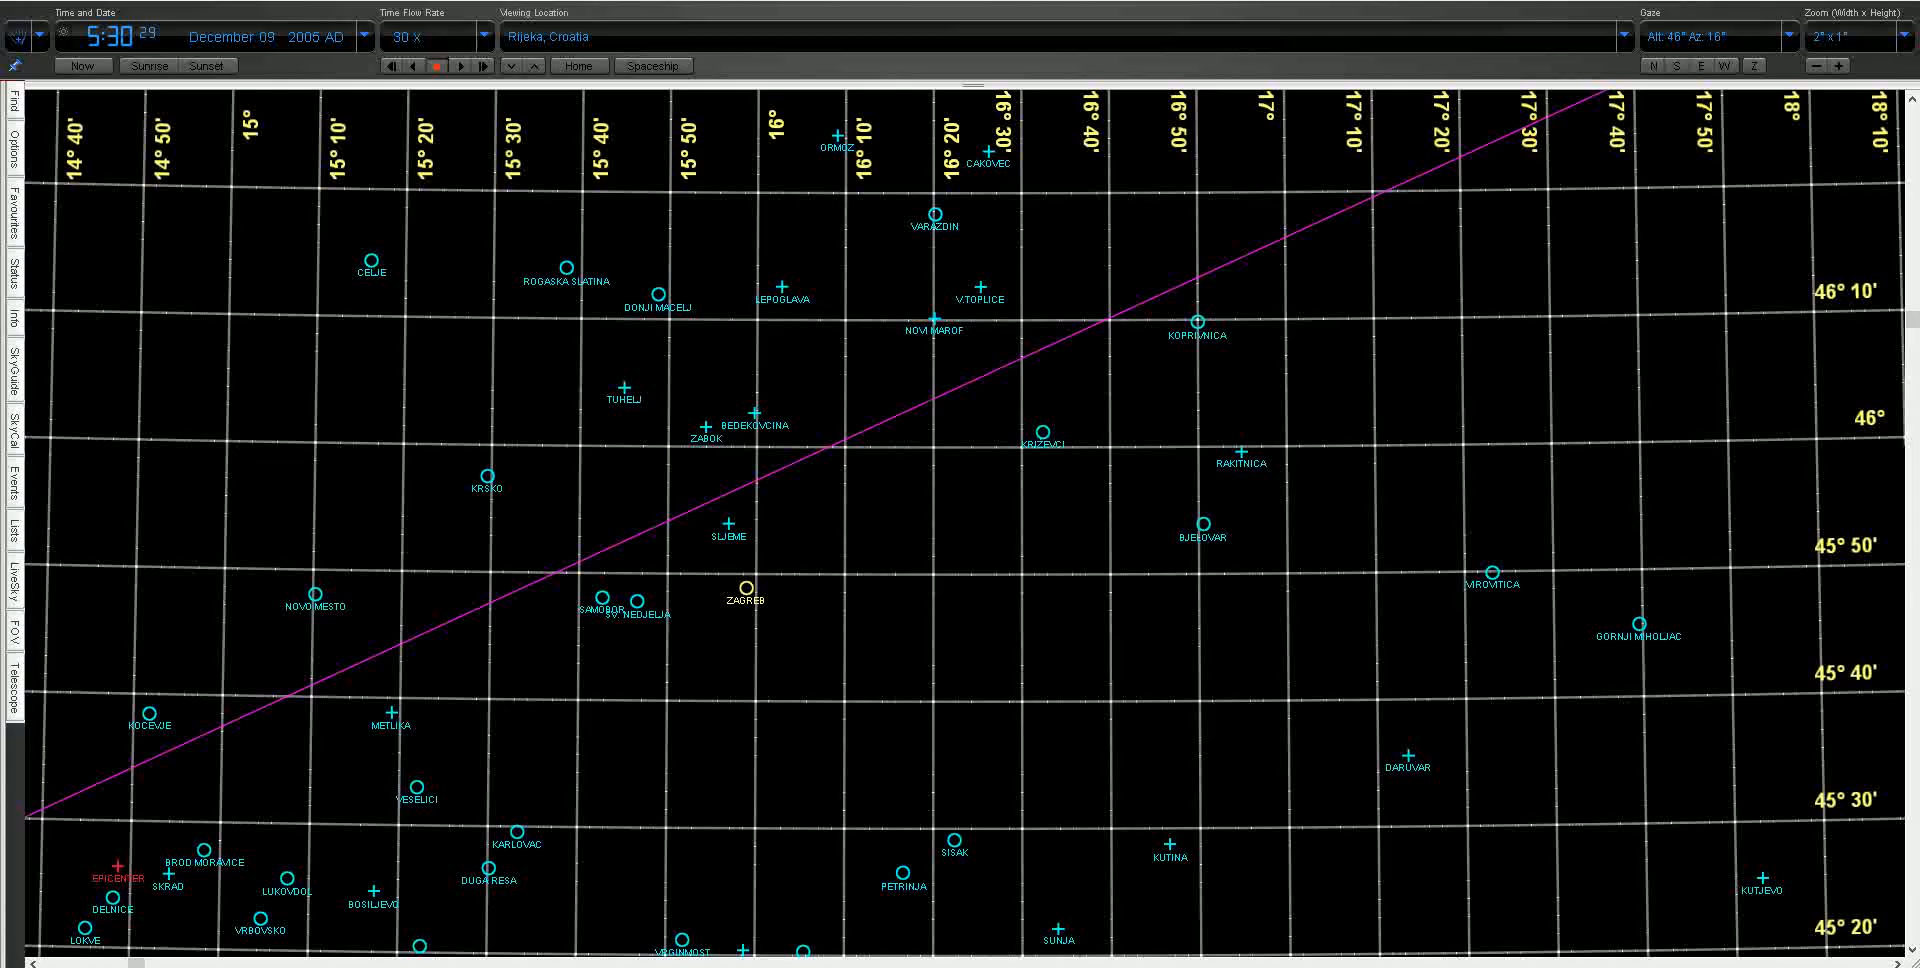 Time and Date
Time Flow Rate
Viewing Location
Gaze
Zoom (Width x Height)
5:30 29 December 09 2005 AD
30 x
Rijeka, Croatia
Alt: 46° Az: 16°
2° x 1°
Now
Sunrise
Sunset
Home
Spaceship
N S E W Z
Find
Options
Favourites
Status
Info
SkyGuide
SkyCal
Events
Lists
LiveSky
FOV
Telescope
14° 40'
14° 50'
15°
15° 10'
15° 20'
15° 30'
15° 40'
15° 50'
16°
16° 10'
16° 20'
16° 30'
16° 40'
16° 50'
17°
17° 10'
17° 20'
17° 30'
17° 40'
17° 50'
18°
18° 10'
ORMOZ
CAKOVEC
VARAZDIN
CELJE
ROGASKA SLATINA
DONJI MACELJ
LEPOGLAVA
V.TOPLICE
46° 10'
NOVI MAROF
KOPRIVNICA
TUHELJ
BEDEKOVCINA
ZABOK
46°
KRIZEVCI
RAKITNICA
KRSKO
SLJEME
BJELOVAR
45° 50'
VIROVITICA
NOVO MESTO
SAMOBOR
SV. NEDJELJA
ZAGREB
GORNJI MIHOLJAC
45° 40'
KOCEVJE
METLIKA
DARUVAR
VESELICI
45° 30'
KARLOVAC
SISAK
KUTINA
BROD MORAVICE
EPICENTER
SKRAD
LUKOVDOL
DUGA RESA
PETRINJA
KUTJEVO
BOSILJEVO
DELNICE
VRBOVSKO
LOKVE
SUNJA
45° 20'
VRGINMOST